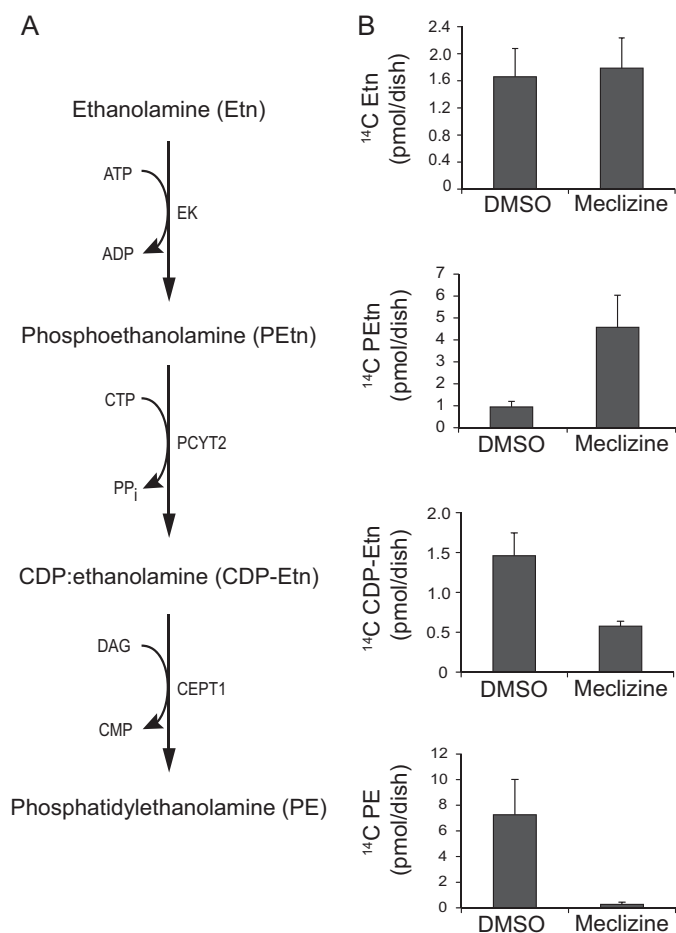 A
Ethanolamine (Etn)
ATP
EK
ADP
Phosphoethanolamine (PEtn)
CTP
PCYT2
PPi
CDP:ethanolamine (CDP-Etn)
DAG
CEPT1
CMP
Phosphatidylethanolamine (PE)
B
¹⁴C Etn
(pmol/dish)
2.4
2.0
1.6
1.2
0.8
0.4
0
DMSO Meclizine
¹⁴C PEtn
(pmol/dish)
7
6
5
4
3
2
1
0
DMSO Meclizine
¹⁴C CDP-Etn
(pmol/dish)
2.0
1.5
1.0
0.5
0
DMSO Meclizine
¹⁴C PE
(pmol/dish)
12
10
8
6
4
2
0
DMSO Meclizine